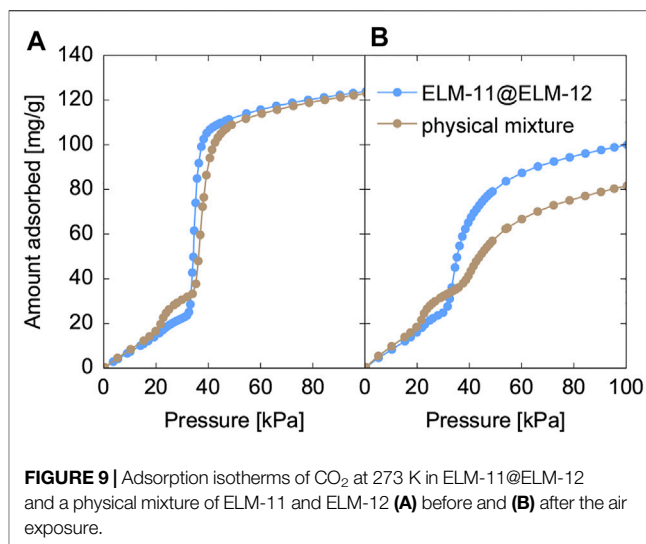 A
B
140
120
100
80
60
40
20
0
Amount adsorbed [mg/g]
ELM-11@ELM-12
physical mixture
0 20 40 60 80
0 20 40 60 80 100
Pressure [kPa] Pressure [kPa]
FIGURE 9 | Adsorption isotherms of CO₂ at 273 K in ELM-11@ELM-12
and a physical mixture of ELM-11 and ELM-12 (A) before and (B) after the air
exposure.